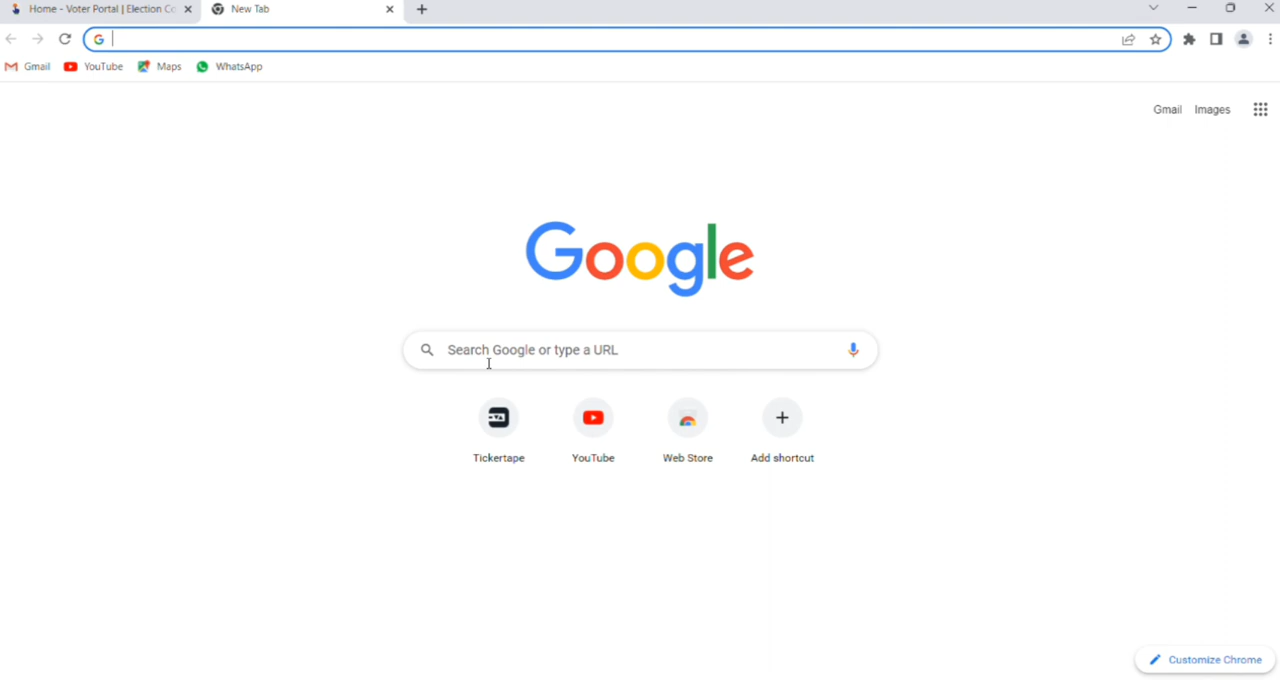 Home - Voter Portal | Election Co
New Tab
Gmail YouTube Maps WhatsApp
Gmail Images
Google
Search Google or type a URL
Tickertape YouTube Web Store Add shortcut
Customize Chrome